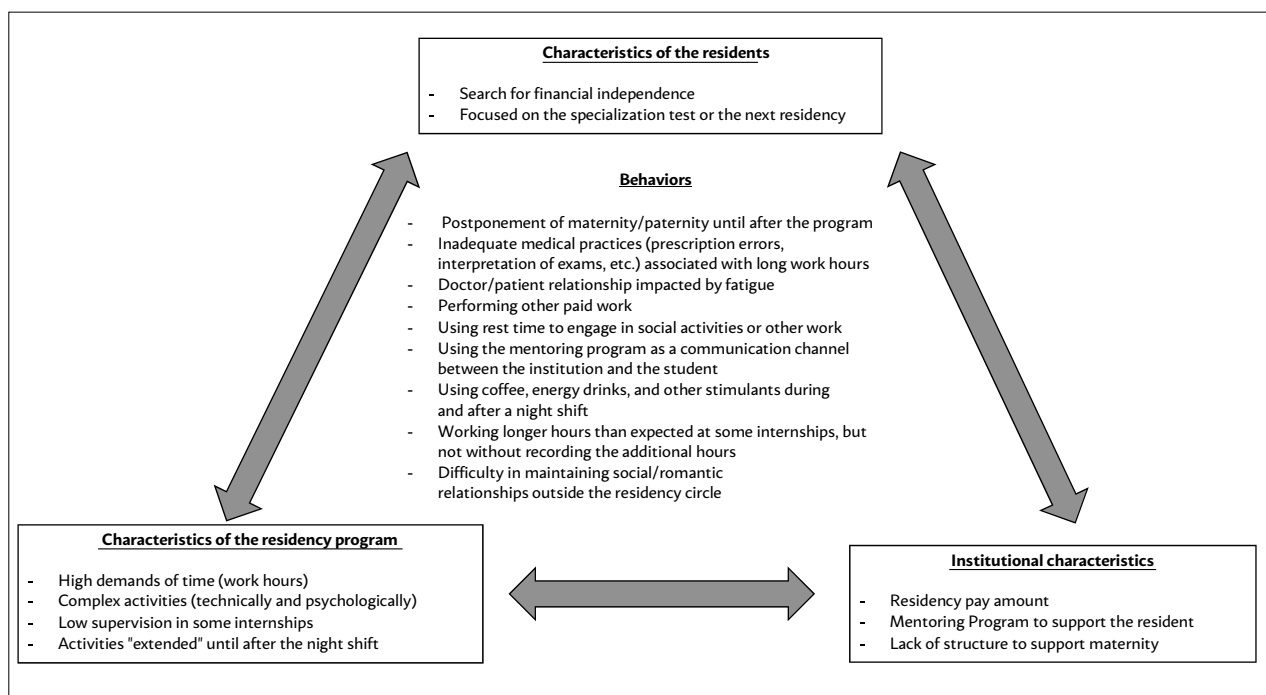 Characteristics of the residents
- Search for financial independence
- Focused on the specialization test or the next residency
Behaviors
- Postponement of maternity/paternity until after the program
- Inadequate medical practices (prescription errors,
interpretation of exams, etc.) associated with long work hours
- Doctor/patient relationship impacted by fatigue
- Performing other paid work
- Using rest time to engage in social activities or other work
- Using the mentoring program as a communication channel
between the institution and the student
- Using coffee, energy drinks, and other stimulants during
and after a night shift
- Working longer hours than expected at some internships, but
not without recording the additional hours
- Difficulty in maintaining social/romantic
relationships outside the residency circle
Characteristics of the residency program
- High demands of time (work hours)
- Complex activities (technically and psychologically)
- Low supervision in some internships
- Activities "extended" until after the night shift
Institutional characteristics
- Residency pay amount
- Mentoring Program to support the resident
- Lack of structure to support maternity